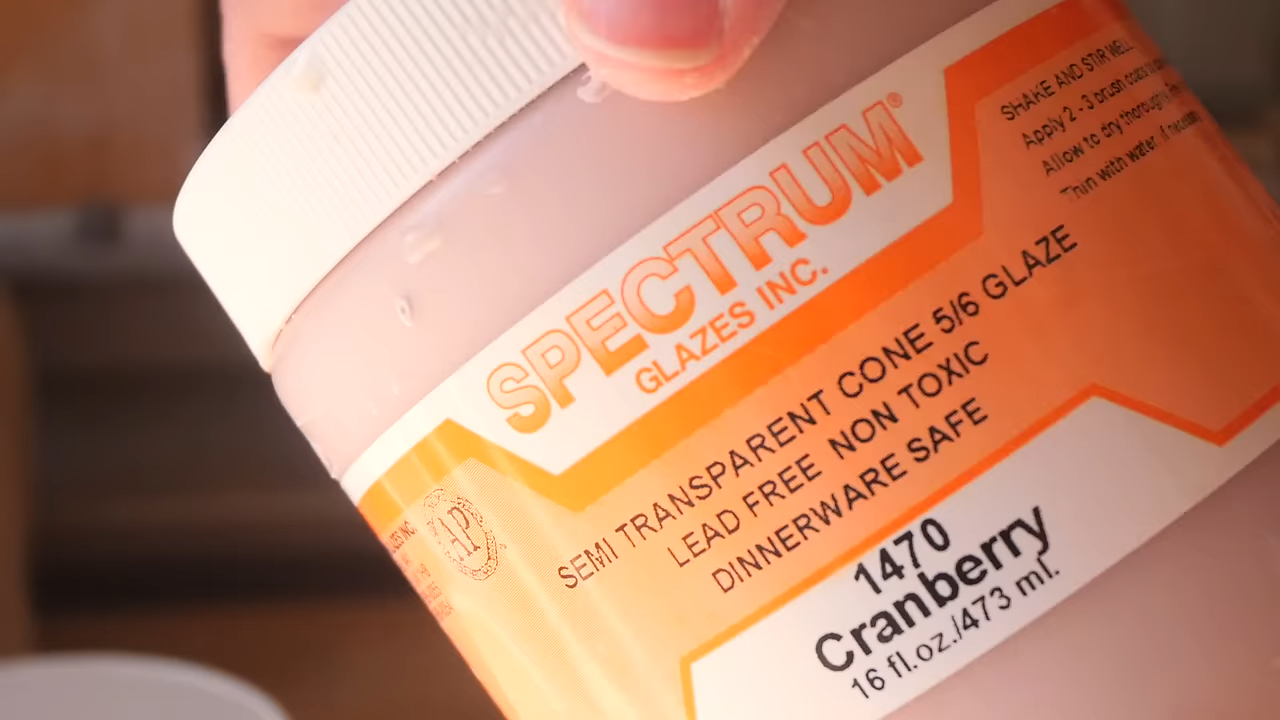 SPECTRUM®
GLAZES INC.
SHAKE AND STIR WELL
Apply 2 - 3 brush coats
Allow to dry thoroughly
Thin with water, if necessary
SEMI TRANSPARENT CONE 5/6 GLAZE
LEAD FREE NON TOXIC
DINNERWARE SAFE
AP
1470
Cranberry
16 fl.oz./473 ml.